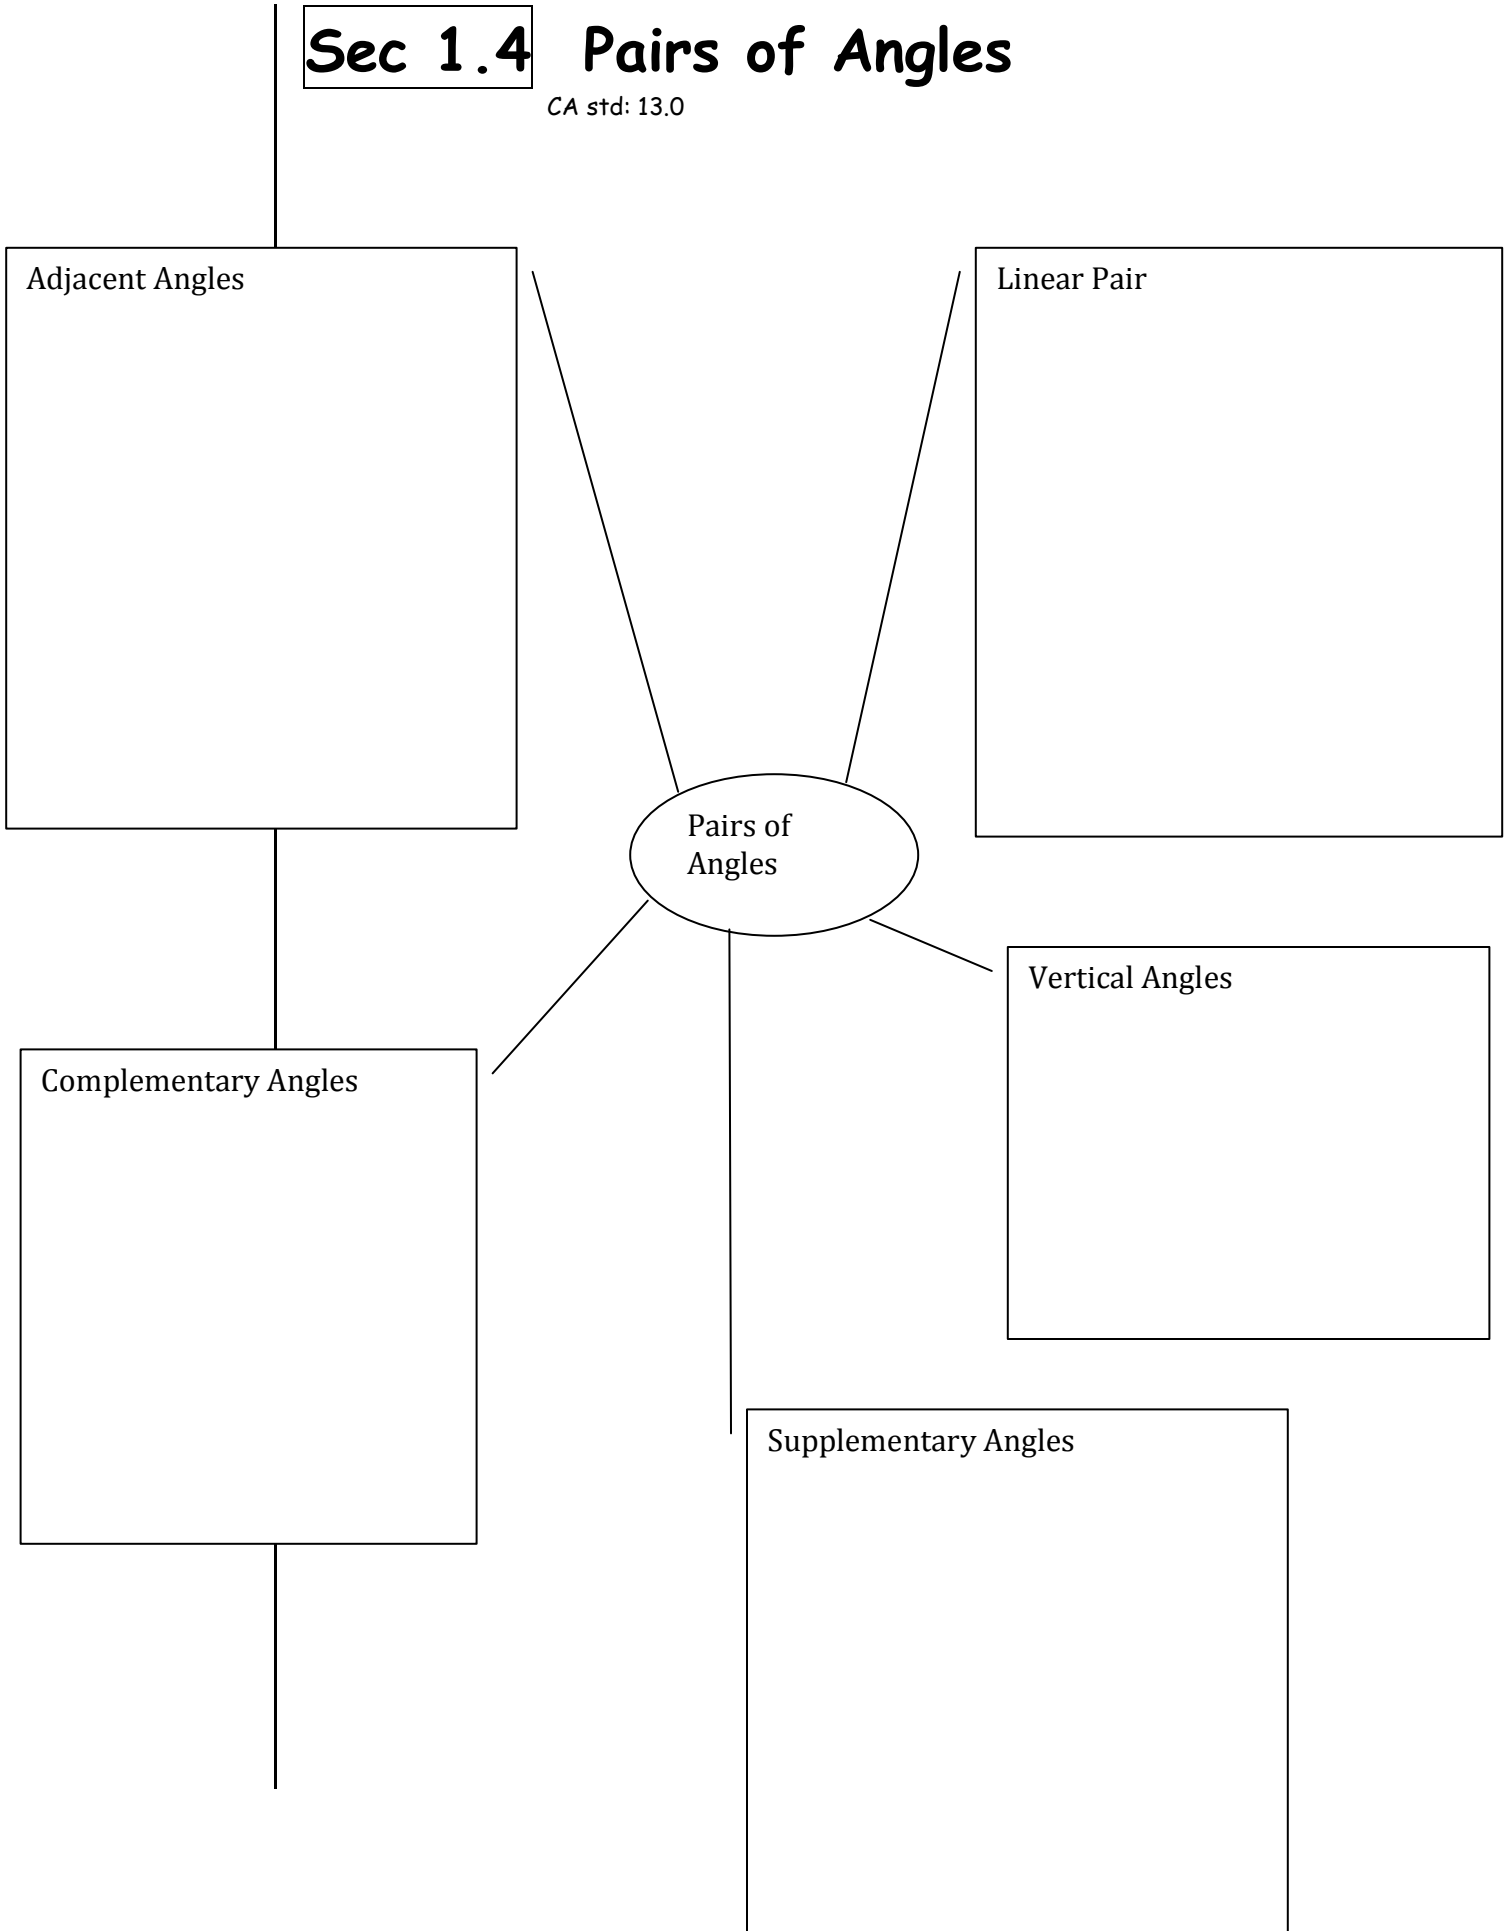 Sec 1.4 Pairs of Angles
CA std: 13.0
Adjacent Angles
Linear Pair
Pairs of
Angles
Vertical Angles
Complementary Angles
Supplementary Angles